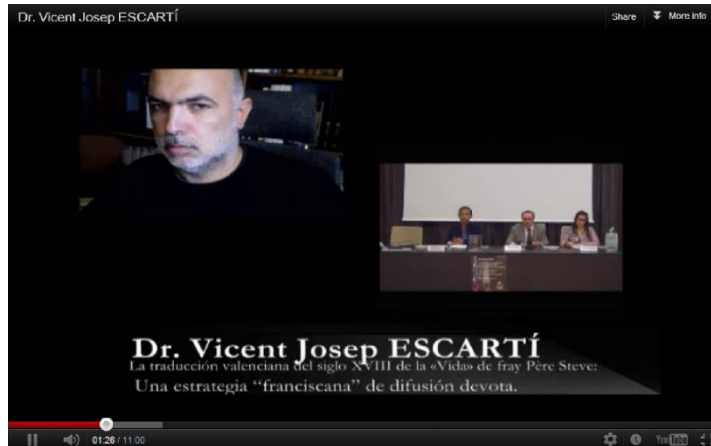 Dr. Vicent Josep ESCARTÍ
Share
More info
Dr. Vicent Josep ESCARTÍ
La traducción valenciana del siglo XVIII de la «Vida» de fray Père Steve:
Una estrategia “franciscana” de difusión devota.
01:26 / 11:00
YouTube